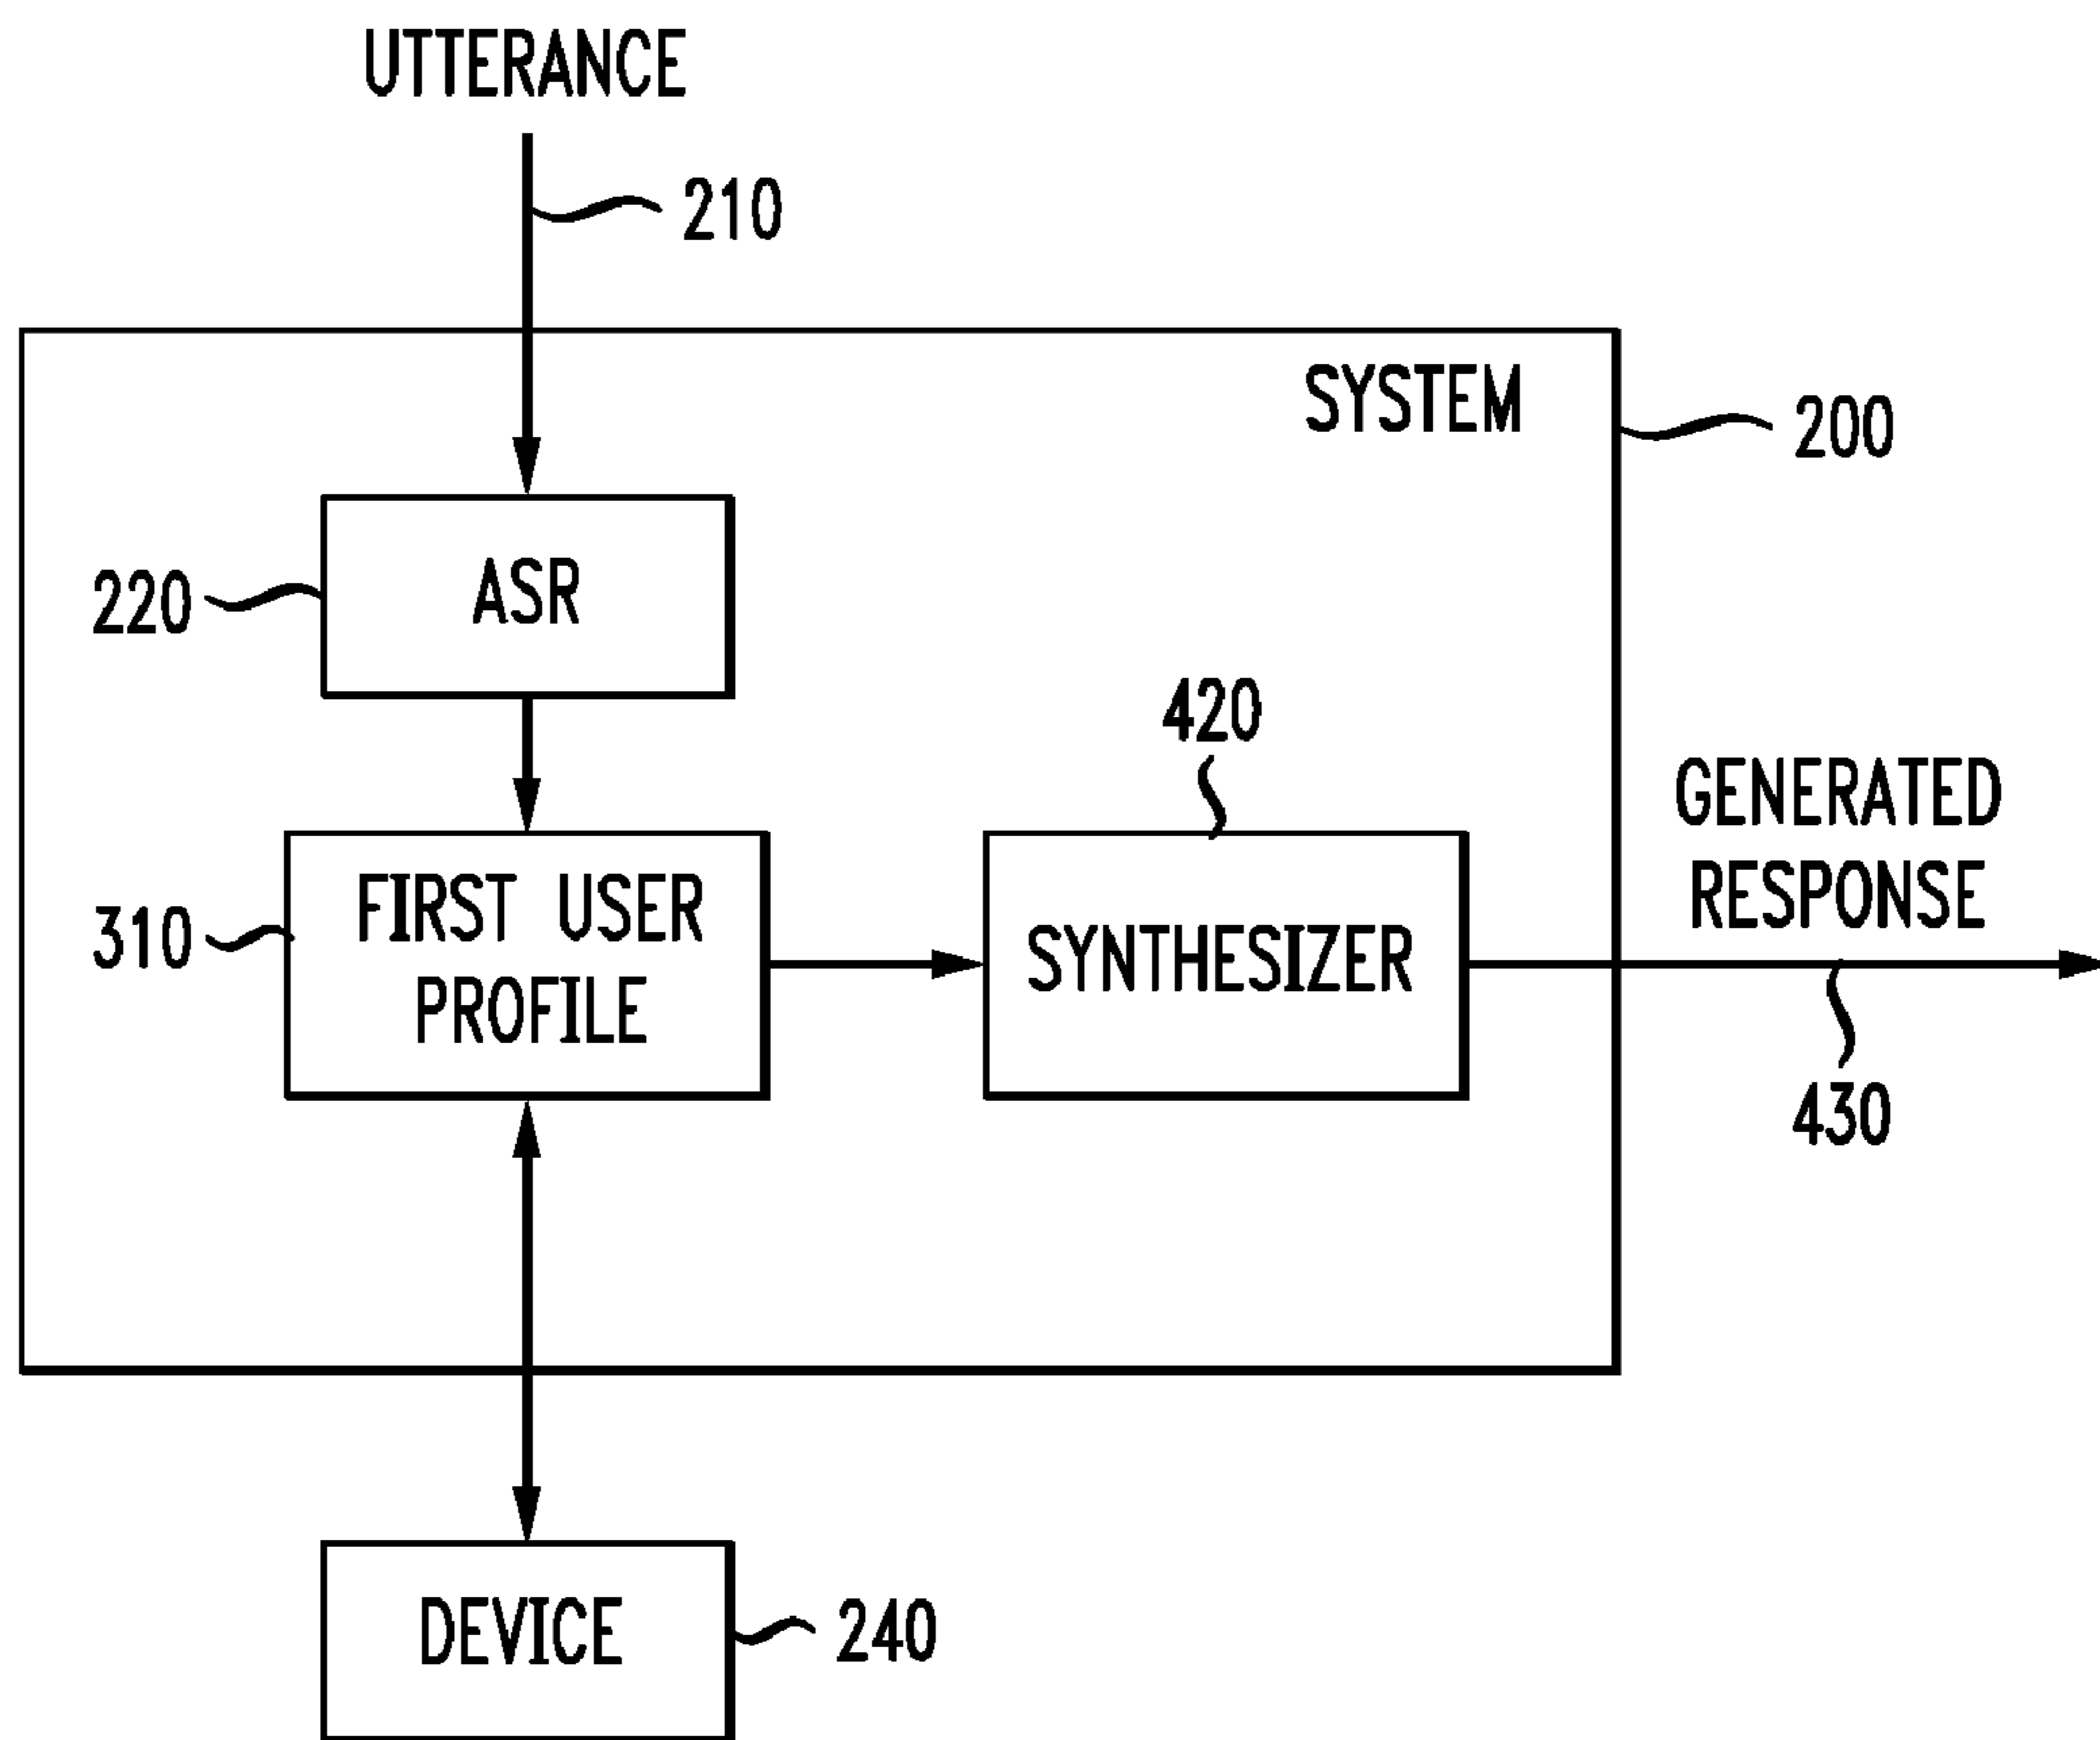 UTTERANCE
210
SYSTEM
200
ASR
220
420
GENERATED
RESPONSE
FIRST USER
PROFILE
310
SYNTHESIZER
430
DEVICE
240